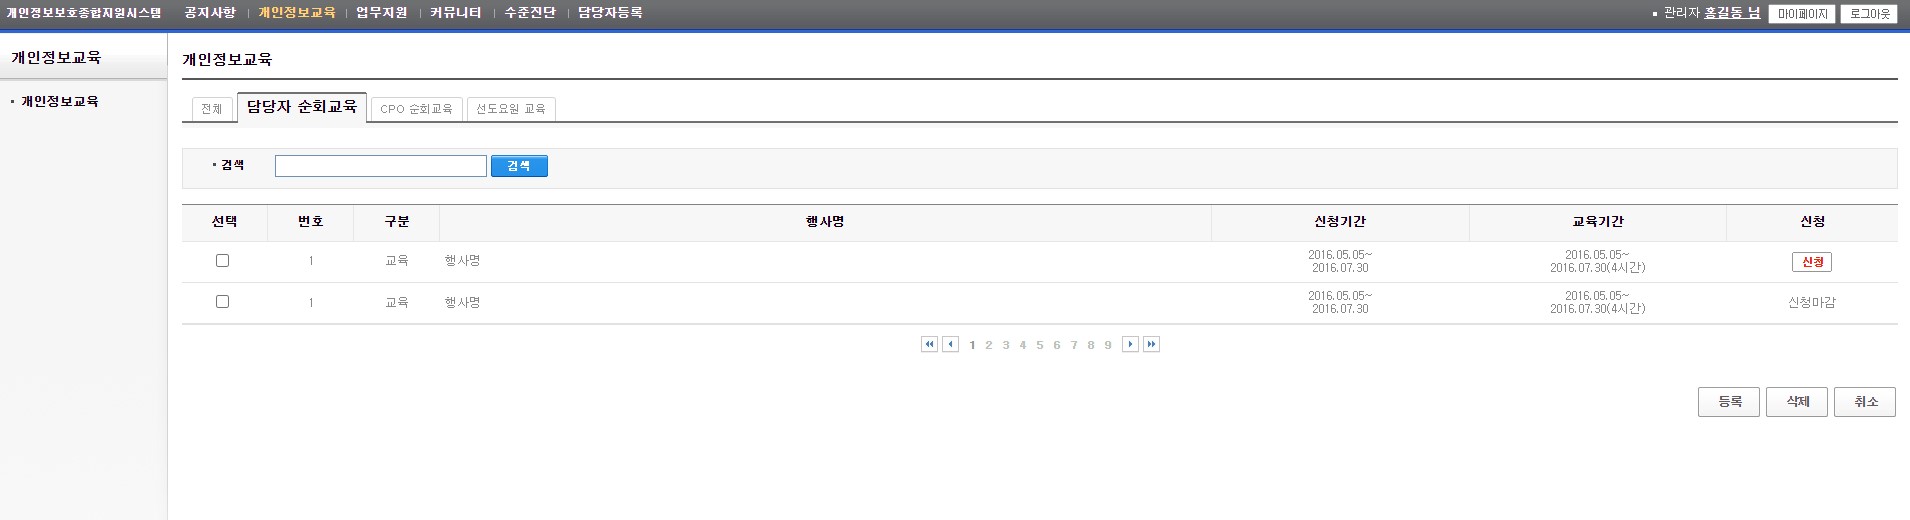 개인정보보호종합지원시스템 공지사항 개인정보교육 업무지원 커뮤니티 수준진단 담당자등록 관리자 홍길동 님 마이페이지 로그아웃
개인정보교육
개인정보교육
개인정보교육
전체 담당자 순회교육 CPO 순회교육 선도요원 교육
검색 검색
선택 번호 구분 행사명 신청기간 교육기간 신청
1 교육 행사명 2016.05.05~ 2016.05.05~ 신청
2016.07.30 2016.07.30(4시간)
1 교육 행사명 2016.05.05~ 2016.05.05~ 신청마감
2016.07.30 2016.07.30(4시간)
1 2 3 4 5 6 7 8 9
등록 삭제 취소